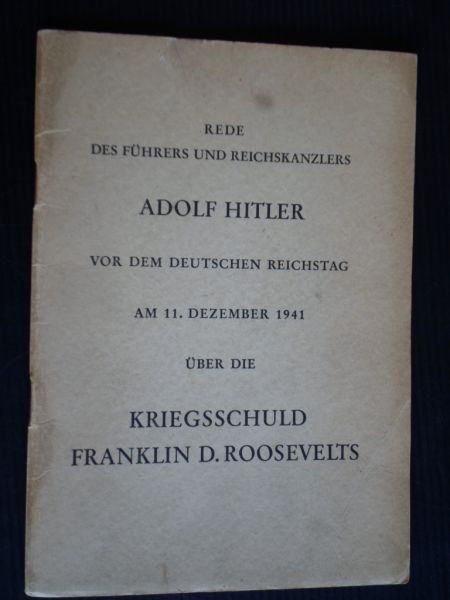 REDE
DES FÜHRERS UND REICHSKANZLERS
ADOLF HITLER
VOR DEM DEUTSCHEN REICHSTAG
AM 11. DEZEMBER 1941
ÜBER DIE
KRIEGSSCHULD
FRANKLIN D. ROOSEVELTS